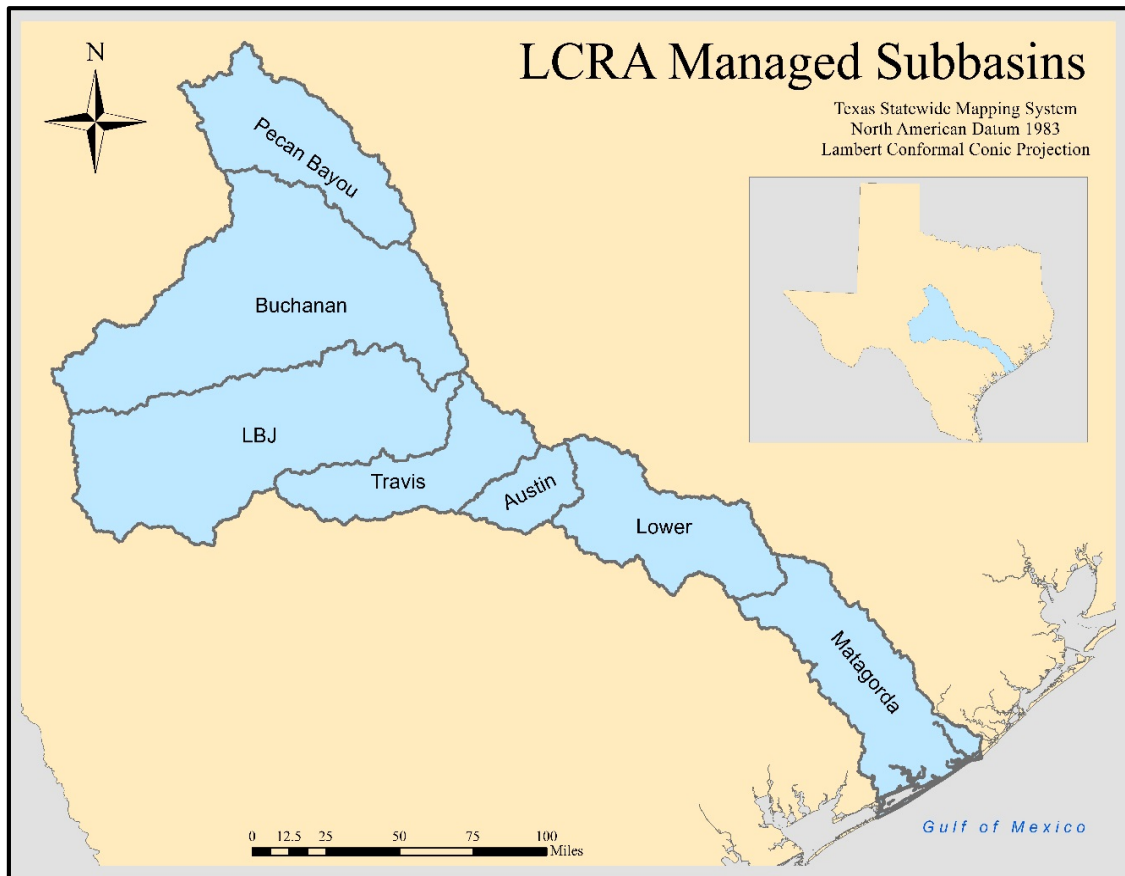 LCRA Managed Subbasins
Texas Statewide Mapping System
North American Datum 1983
Lambert Conformal Conic Projection
N
Pecan Bayou
Buchanan
LBJ
Travis
Austin
Lower
Matagorda
Gulf of Mexico
0 12.5 25 50 75 100
Miles